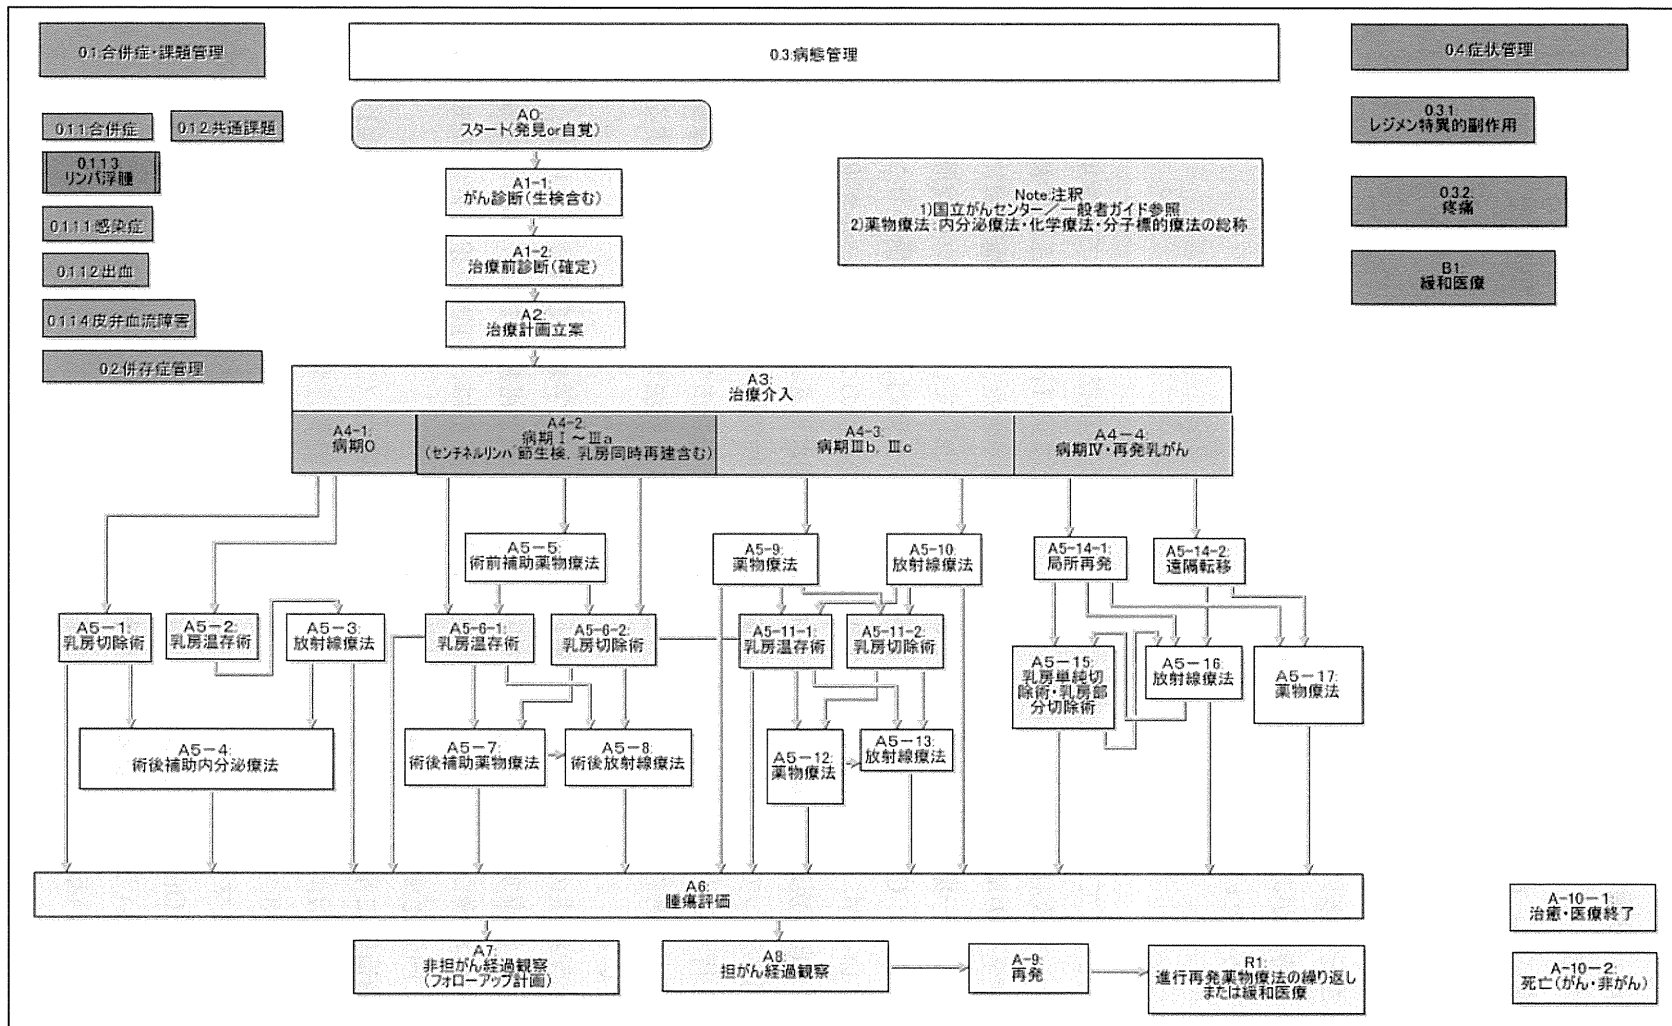 0.1:合併症・課題管理
0.3:病態管理
0.4:症状管理
0.1.1:合併症
0.1.2:共通課題
0.1.1.3
リンパ浮腫
0.1.1.1:感染症
0.1.1.2:出血
0.1.1.4:皮弁血流障害
0.2:併存症管理
A0:
スタート(発見or自覚)
A1-1:
がん診断(生検含む)
A1-2:
治療前診断(確定)
A2:
治療計画立案
Note:注釈
1)国立がんセンター/一般者ガイド参照
2)薬物療法:内分泌療法・化学療法・分子標的療法の総称
0.3.1.
レジメン特異的副作用
0.3.2.
疼痛
B1.
緩和医療
A3:
治療介入
A4-1:
病期0
A4-2:
病期Ⅰ~Ⅲa
(センチネルリンパ節生検, 乳房同時再建含む)
A4-3:
病期Ⅲb, Ⅲc
A4-4:
病期Ⅳ・再発乳がん
A5-5:
術前補助薬物療法
A5-9:
薬物療法
A5-10:
放射線療法
A5-14-1:
局所再発
A5-14-2:
遠隔転移
A5-1:
乳房切除術
A5-2:
乳房温存術
A5-3:
放射線療法
A5-6-1:
乳房温存術
A5-6-2:
乳房切除術
A5-11-1:
乳房温存術
A5-11-2:
乳房切除術
A5-15:
乳房単純切
除術・乳房部
分切除術
A5-16:
放射線療法
A5-17:
薬物療法
A5-4:
術後補助内分泌療法
A5-7:
術後補助薬物療法
A5-8:
術後放射線療法
A5-12:
薬物療法
A5-13:
放射線療法
A6:
腫瘍評価
A7:
非担がん経過観察
(フォローアップ計画)
A8:
担がん経過観察
A-9:
再発
R1:
進行再発薬物療法の繰り返し
または緩和医療
A-10-1:
治癒・医療終了
A-10-2:
死亡(がん・非がん)